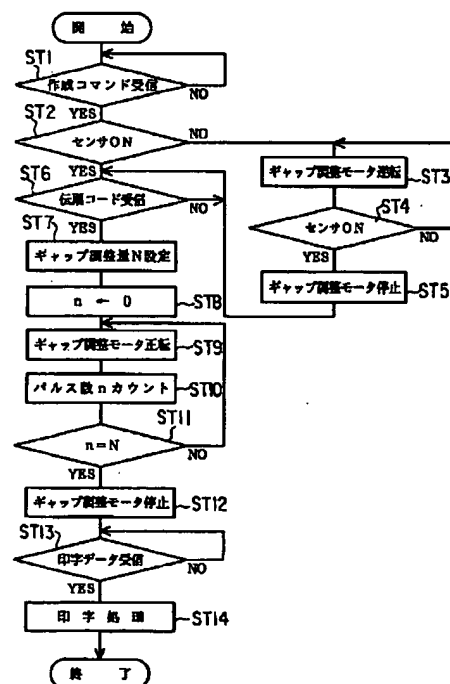 開 始
ST1
作成コマンド受信
NO
YES
ST2
センサON
NO
YES
ST6
伝票コード受信
NO
YES
ギャップ調整モータ逆転
ST3
ST4
センサON
NO
YES
ギャップ調整モータ停止
ST5
ST7
ギャップ調整量N設定
n ← 0
ST8
ギャップ調整モータ正転
ST9
パルス数nカウント
ST10
ST11
n=N
NO
YES
ギャップ調整モータ停止
ST12
ST13
印字データ受信
NO
YES
印 字 処 理
ST14
終 了